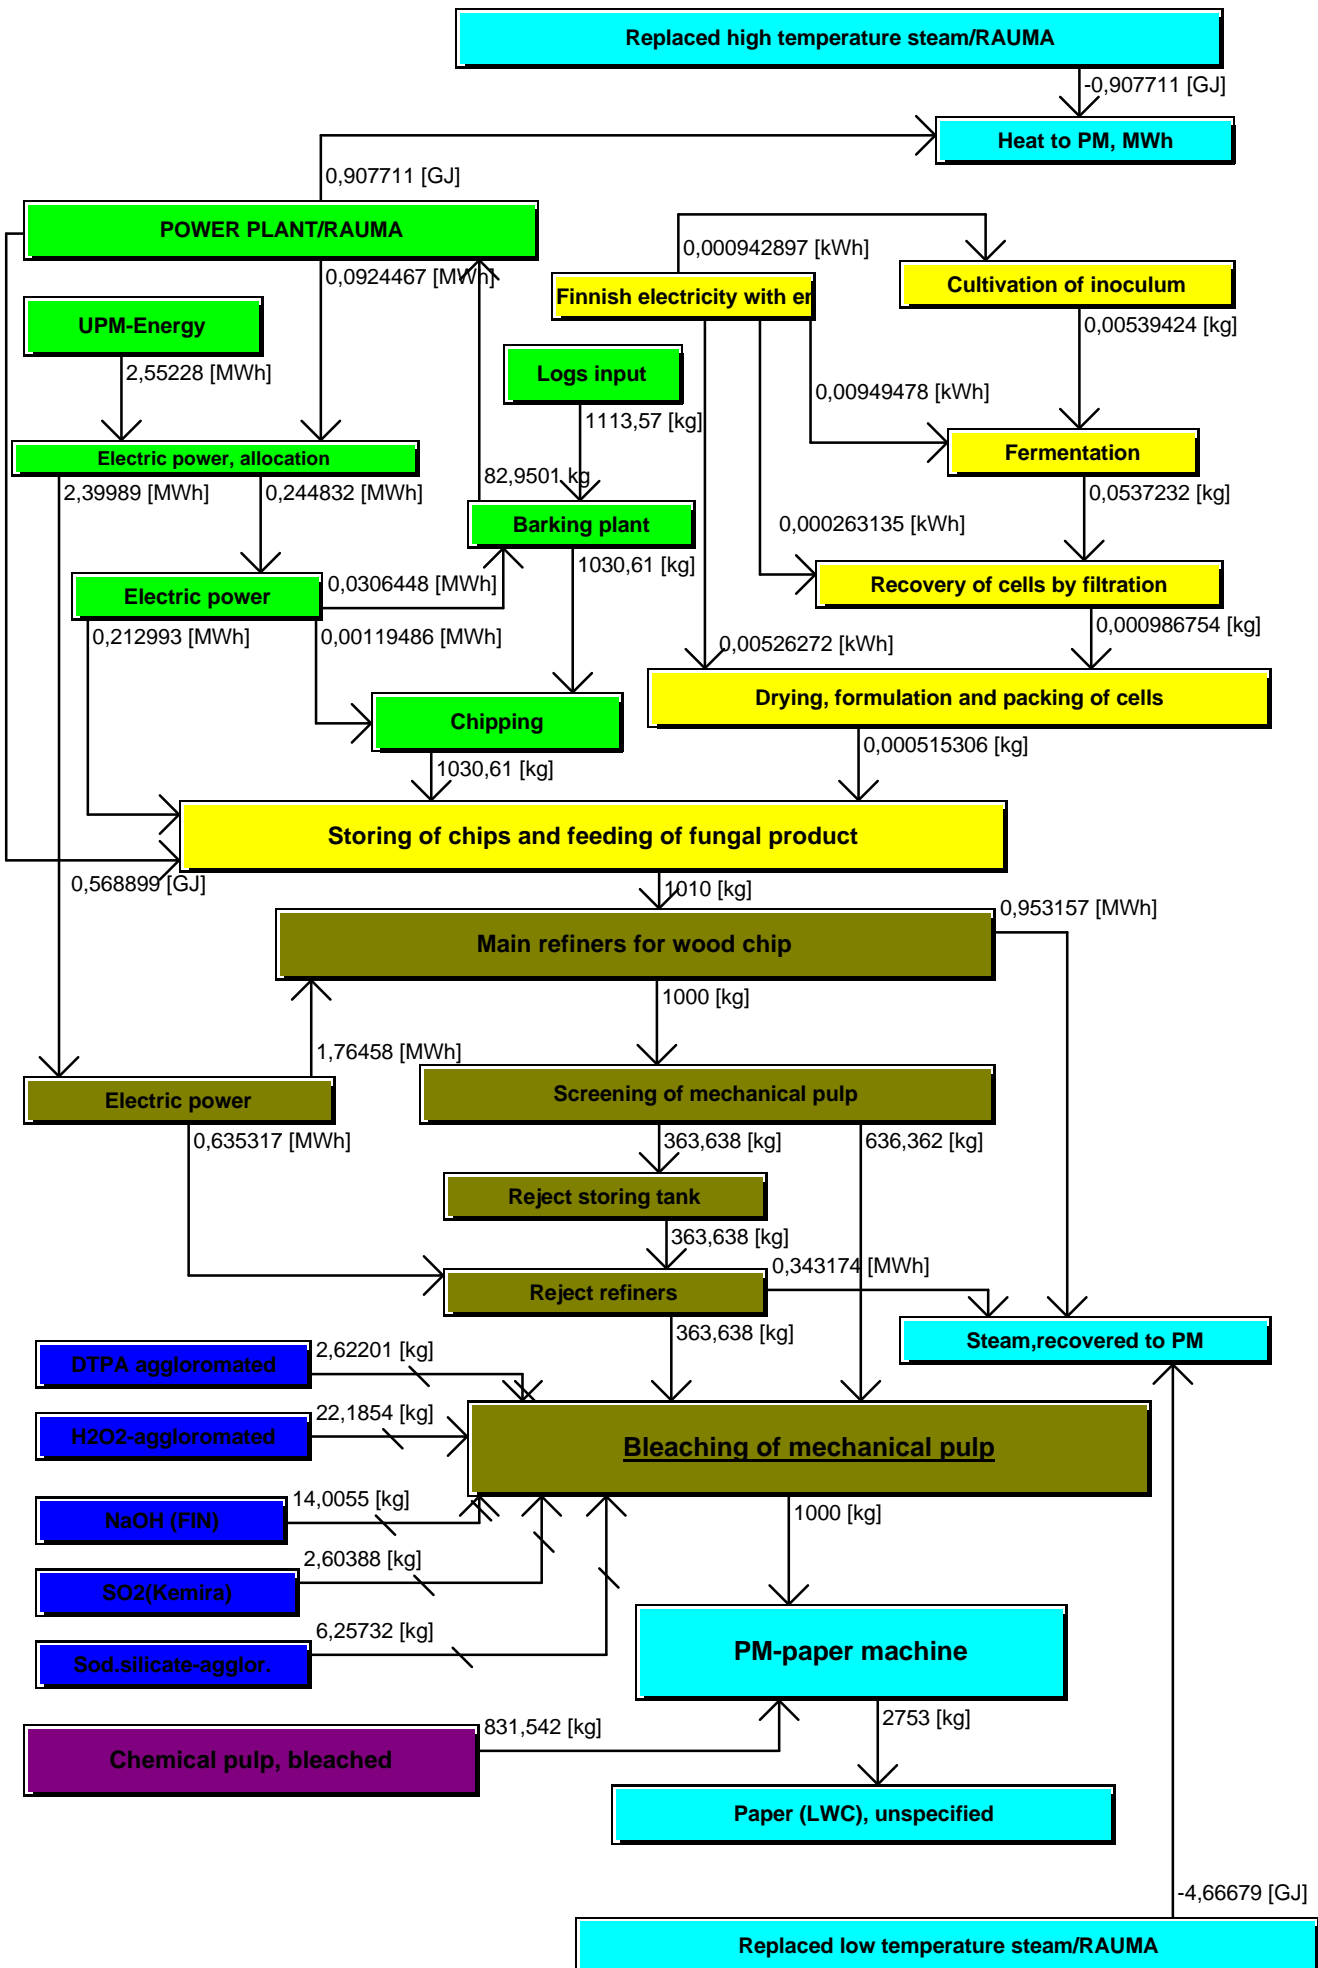 Replaced high temperature steam/RAUMA
-0,907711 [GJ]
Heat to PM, MWh
0,907711 [GJ]
POWER PLANT/RAUMA
0,000942897 [kWh]
0,0924467 [MWh]
Finnish electricity with en
Cultivation of inoculum
UPM-Energy
0,00539424 [kg]
2,55228 [MWh]
Logs input
0,00949478 [kWh]
1113,57 [kg]
Electric power, allocation
Fermentation
82,9501 kg
2,39989 [MWh]
0,244832 [MWh]
0,0537232 [kg]
Barking plant
0,000263135 [kWh]
1030,61 [kg]
Electric power
0,0306448 [MWh]
Recovery of cells by filtration
0,212993 [MWh]
0,00119486 [MWh]
0,000986754 [kg]
0,00526272 [kWh]
Drying, formulation and packing of cells
Chipping
0,000515306 [kg]
1030,61 [kg]
Storing of chips and feeding of fungal product
0,568899 [GJ]
1010 [kg]
0,953157 [MWh]
Main refiners for wood chip
1000 [kg]
1,76458 [MWh]
Electric power
Screening of mechanical pulp
0,635317 [MWh]
363,638 [kg]
636,362 [kg]
Reject storing tank
363,638 [kg]
0,343174 [MWh]
Reject refiners
363,638 [kg]
Steam,recovered to PM
DTPA aggloromated
2,62201 [kg]
H2O2-aggloromated
22,1854 [kg]
Bleaching of mechanical pulp
NaOH (FIN)
14,0055 [kg]
1000 [kg]
SO2(Kemira)
2,60388 [kg]
Sod.silicate-agglor.
6,25732 [kg]
PM-paper machine
831,542 [kg]
2753 [kg]
Chemical pulp, bleached
Paper (LWC), unspecified
-4,66679 [GJ]
Replaced low temperature steam/RAUMA